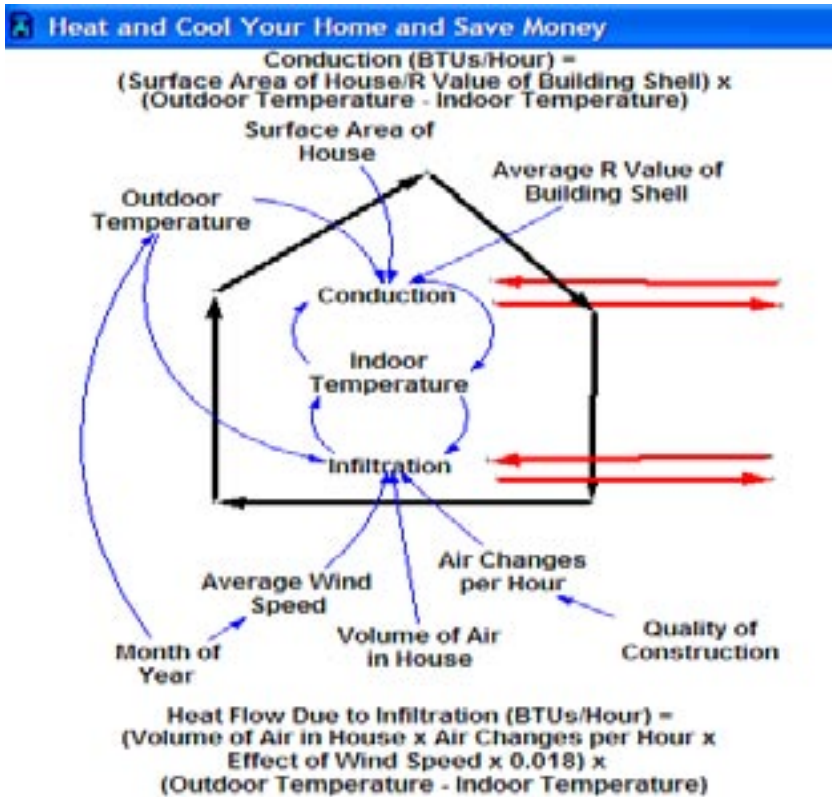 Heat and Cool Your Home and Save Money
Conduction (BTUs/Hour) =
(Surface Area of House/R Value of Building Shell) x
(Outdoor Temperature - Indoor Temperature)
Surface Area of
House
Average R Value of
Building Shell
Outdoor
Temperature
Conduction
Indoor
Temperature
Infiltration
Air Changes
per Hour
Average Wind
Speed
Volume of Air
in House
Quality of
Construction
Month of
Year
Heat Flow Due to Infiltration (BTUs/Hour) =
(Volume of Air in House x Air Changes per Hour x
Effect of Wind Speed x 0.018) x
(Outdoor Temperature - Indoor Temperature)